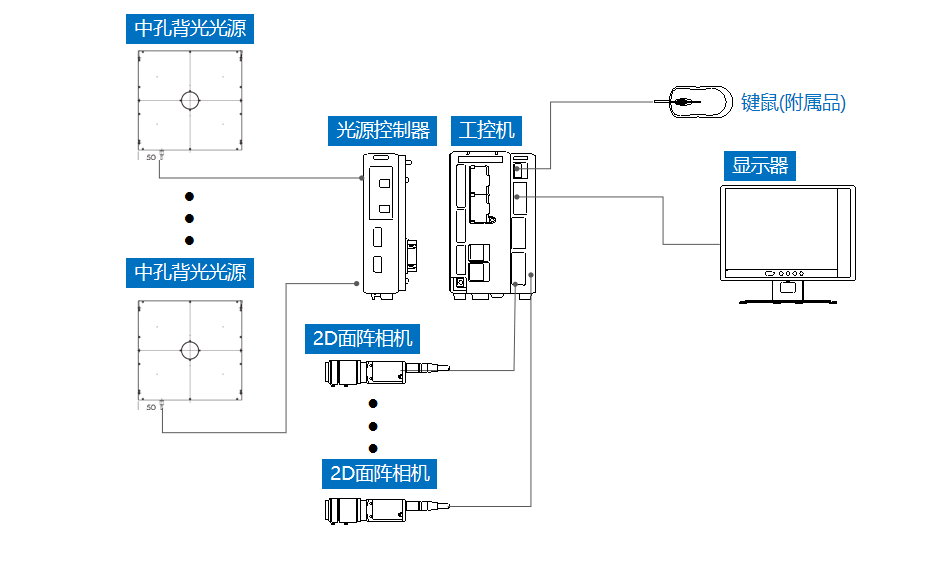 中孔背光光源
50
光源控制器
工控机
键鼠(附属品)
显示器
中孔背光光源
50
2D面阵相机
2D面阵相机